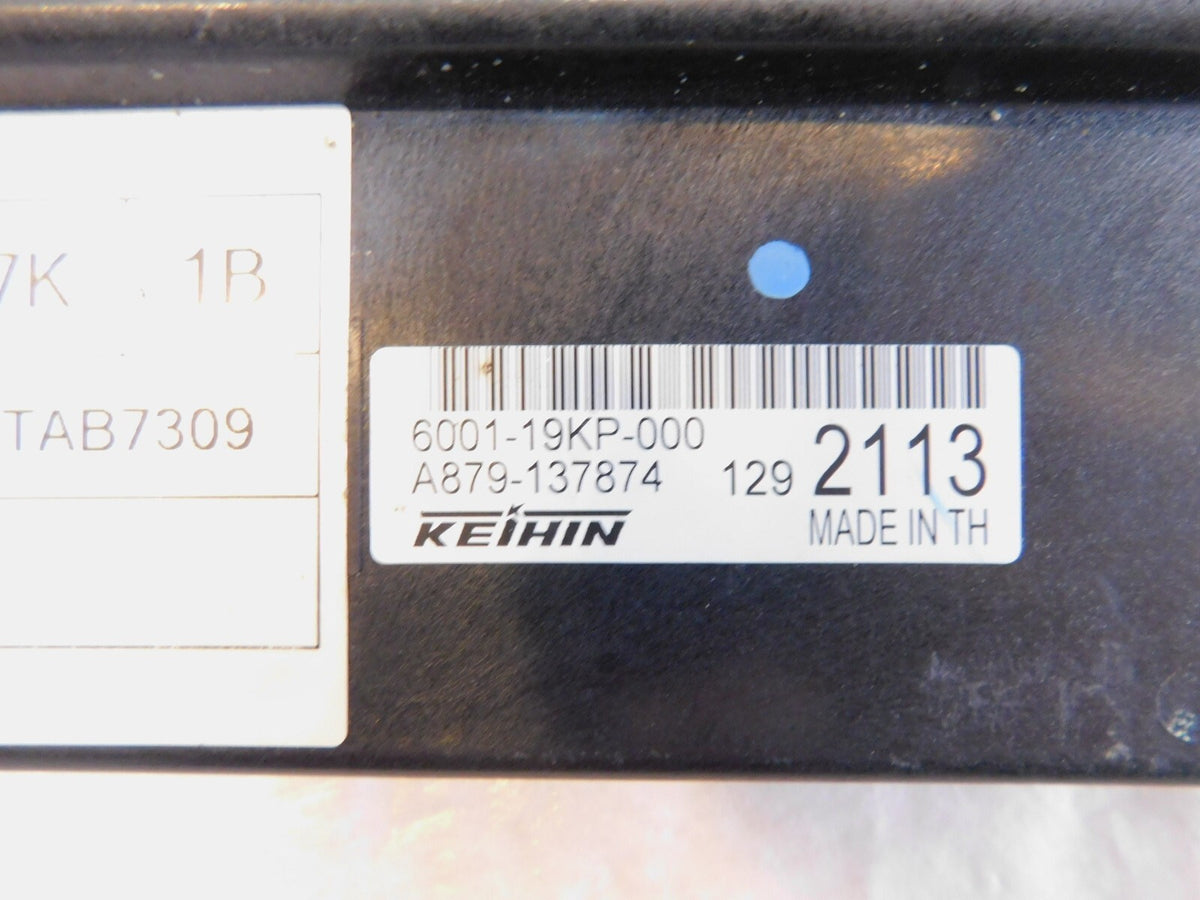 7K 1B
TAB7309
6001-19KP-000
A879-137874 129 2113
KEIHIN MADE IN TH